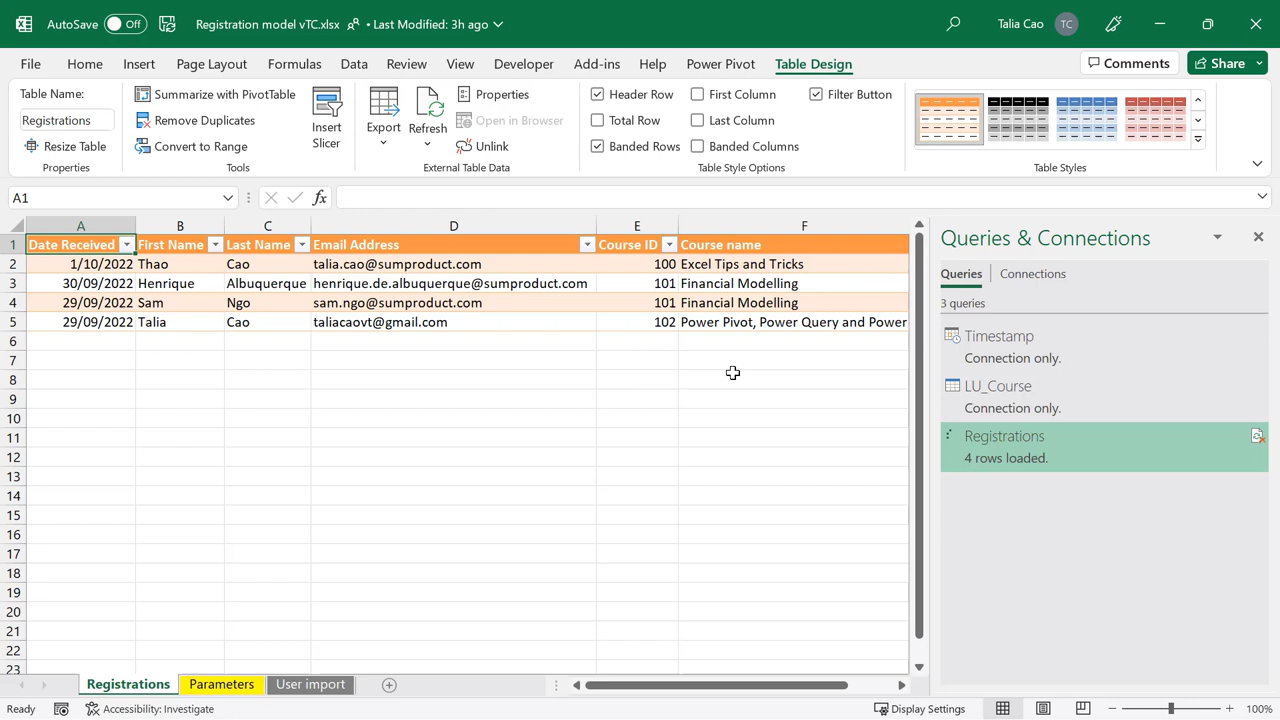 AutoSave Off Registration model vTC.xlsx • Last Modified: 3h ago Talia Cao TC
File Home Insert Page Layout Formulas Data Review View Developer Add-ins Help Power Pivot Table Design Comments Share
Table Name:
Registrations
Resize Table
Properties
Summarize with PivotTable
Remove Duplicates
Convert to Range
Insert
Slicer
Tools
Export
Refresh
Properties
Open in Browser
Unlink
External Table Data
Header Row First Column Filter Button
Total Row Last Column
Banded Rows Banded Columns
Table Style Options
Table Styles
A1 fx
A B C D E F
1 Date Received First Name Last Name Email Address Course ID Course name
2 1/10/2022 Thao Cao talia.cao@sumproduct.com 100 Excel Tips and Tricks
3 30/09/2022 Henrique Albuquerque henrique.de.albuquerque@sumproduct.com 101 Financial Modelling
4 29/09/2022 Sam Ngo sam.ngo@sumproduct.com 101 Financial Modelling
5 29/09/2022 Talia Cao taliacaovt@gmail.com 102 Power Pivot, Power Query and Power
6
7
8
9
10
11
12
13
14
15
16
17
18
19
20
21
22
23
Queries & Connections
Queries Connections
3 queries
Timestamp
Connection only.
LU_Course
Connection only.
Registrations
4 rows loaded.
Registrations Parameters User import
Ready Accessibility: Investigate Display Settings 100%